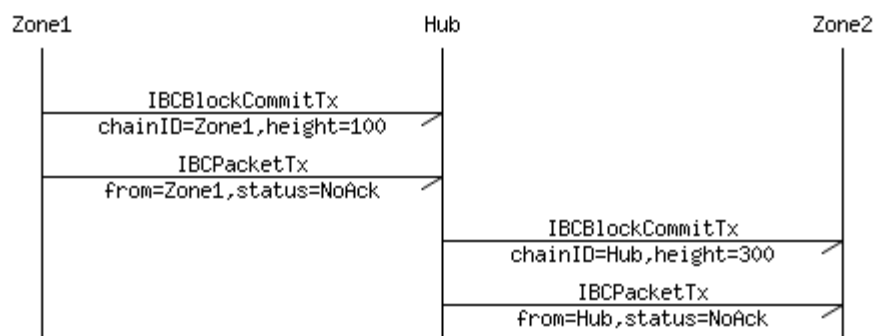 Zone1 Hub Zone2
IBCBlockCommitTx
chainID=Zone1,height=100
IBCPacketTx
from=Zone1,status=NoAck
IBCBlockCommitTx
chainID=Hub,height=300
IBCPacketTx
from=Hub,status=NoAck